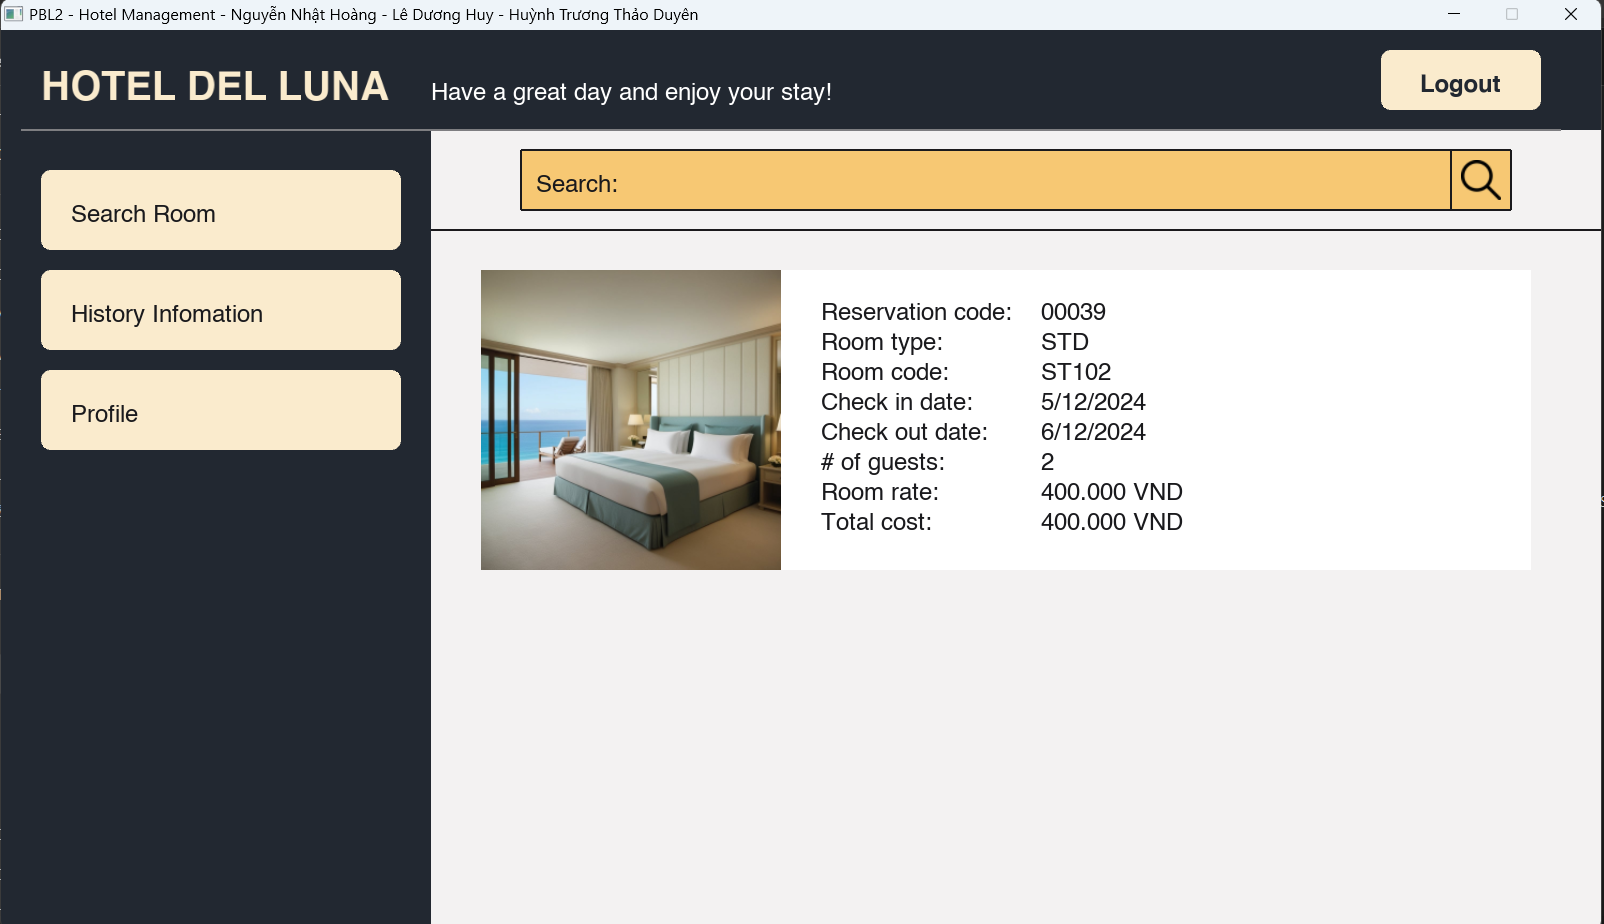 PBL2 - Hotel Management - Nguyễn Nhật Hoàng - Lê Dương Huy - Huỳnh Trương Thảo Duyên
HOTEL DEL LUNA
Have a great day and enjoy your stay!
Logout
Search Room
History Infomation
Profile
Search:
Reservation code: 00039
Room type: STD
Room code: ST102
Check in date: 5/12/2024
Check out date: 6/12/2024
# of guests: 2
Room rate: 400.000 VND
Total cost: 400.000 VND